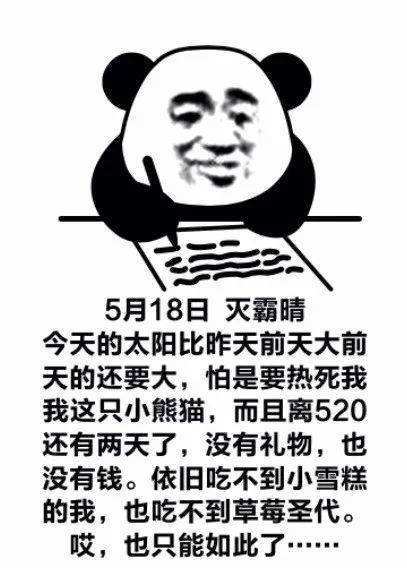 5月18日 灭霸晴
今天的太阳比昨天前天大前
天的还要大，怕是要热死我
我这只小熊猫，而且离520
还有两天了，没有礼物，也
没有钱。依旧吃不到小雪糕
的我，也吃不到草莓圣代。
哎，也只能如此了……